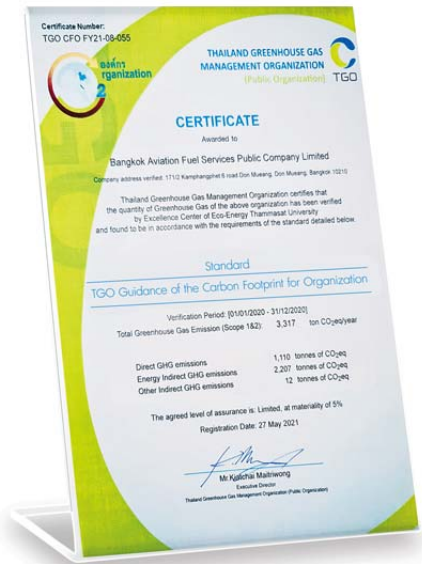 Certificate Number:
TGO CFO FY21-08-055
THAILAND GREENHOUSE GAS
MANAGEMENT ORGANIZATION
(Public Organization)
TGO
องค์กร
rganization
2
CERTIFICATE
Awarded to
Bangkok Aviation Fuel Services Public Company Limited
Company address verified: 171/2 Kamphangphet 6 road Don Mueang, Don Mueang, Bangkok 10210
Thailand Greenhouse Gas Management Organization certifies that
the quantity of Greenhouse Gas of the above organization has been verified
by Excellence Center of Eco-Energy Thammasat University
and found to be in accordance with the requirements of the standard detailed below.
Standard
TGO Guidance of the Carbon Footprint for Organization
Verification Period: [01/01/2020 - 31/12/2020]
Total Greenhouse Gas Emission (Scope 1&2): 3,317 ton CO₂eq/year
Direct GHG emissions 1,110 tonnes of CO₂eq
Energy Indirect GHG emissions 2,207 tonnes of CO₂eq
Other Indirect GHG emissions 12 tonnes of CO₂eq
The agreed level of assurance is: Limited, at materiality of 5%
Registration Date: 27 May 2021
Mr.Kiatichai Maitriwong
Executive Director
Thailand Greenhouse Gas Management Organization (Public Organization)